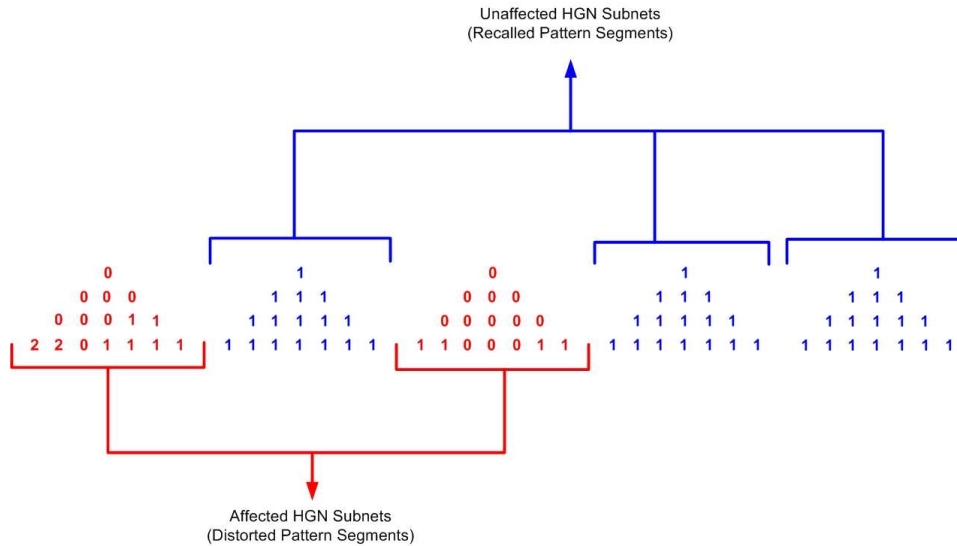 Unaffected HGN Subnets
(Recalled Pattern Segments)
0 1 0 1 1
0 0 0 1 1 1 0 0 0 1 1 1 1 1 1
0 0 0 1 1 1 1 1 1 1 0 0 0 0 0 1 1 1 1 1 1 1 1 1 1
2 2 0 1 1 1 1 1 1 1 1 1 1 1 1 1 0 0 0 1 1 1 1 1 1 1 1 1 1 1 1 1 1 1 1
Affected HGN Subnets
(Distorted Pattern Segments)